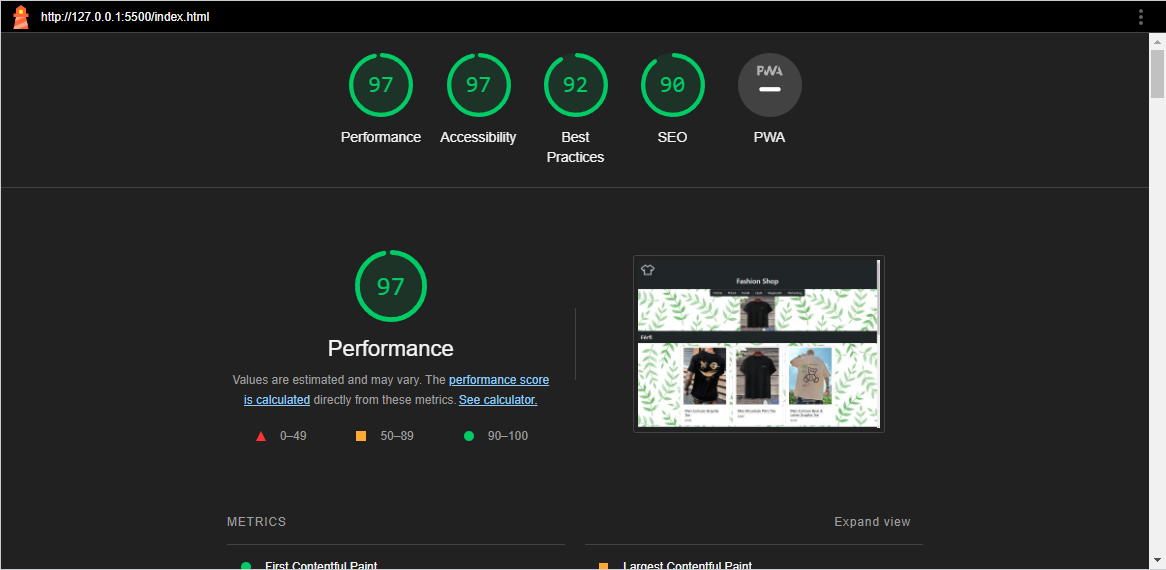 http://127.0.0.1:5500/index.html
97 97 92 90 PWA
Performance Accessibility Best Practices SEO PWA
97
Performance
Values are estimated and may vary. The performance score
is calculated directly from these metrics. See calculator.
0–49 50–89 90–100
Fashion Shop
Férfi
METRICS Expand view
First Contentful Paint Largest Contentful Paint